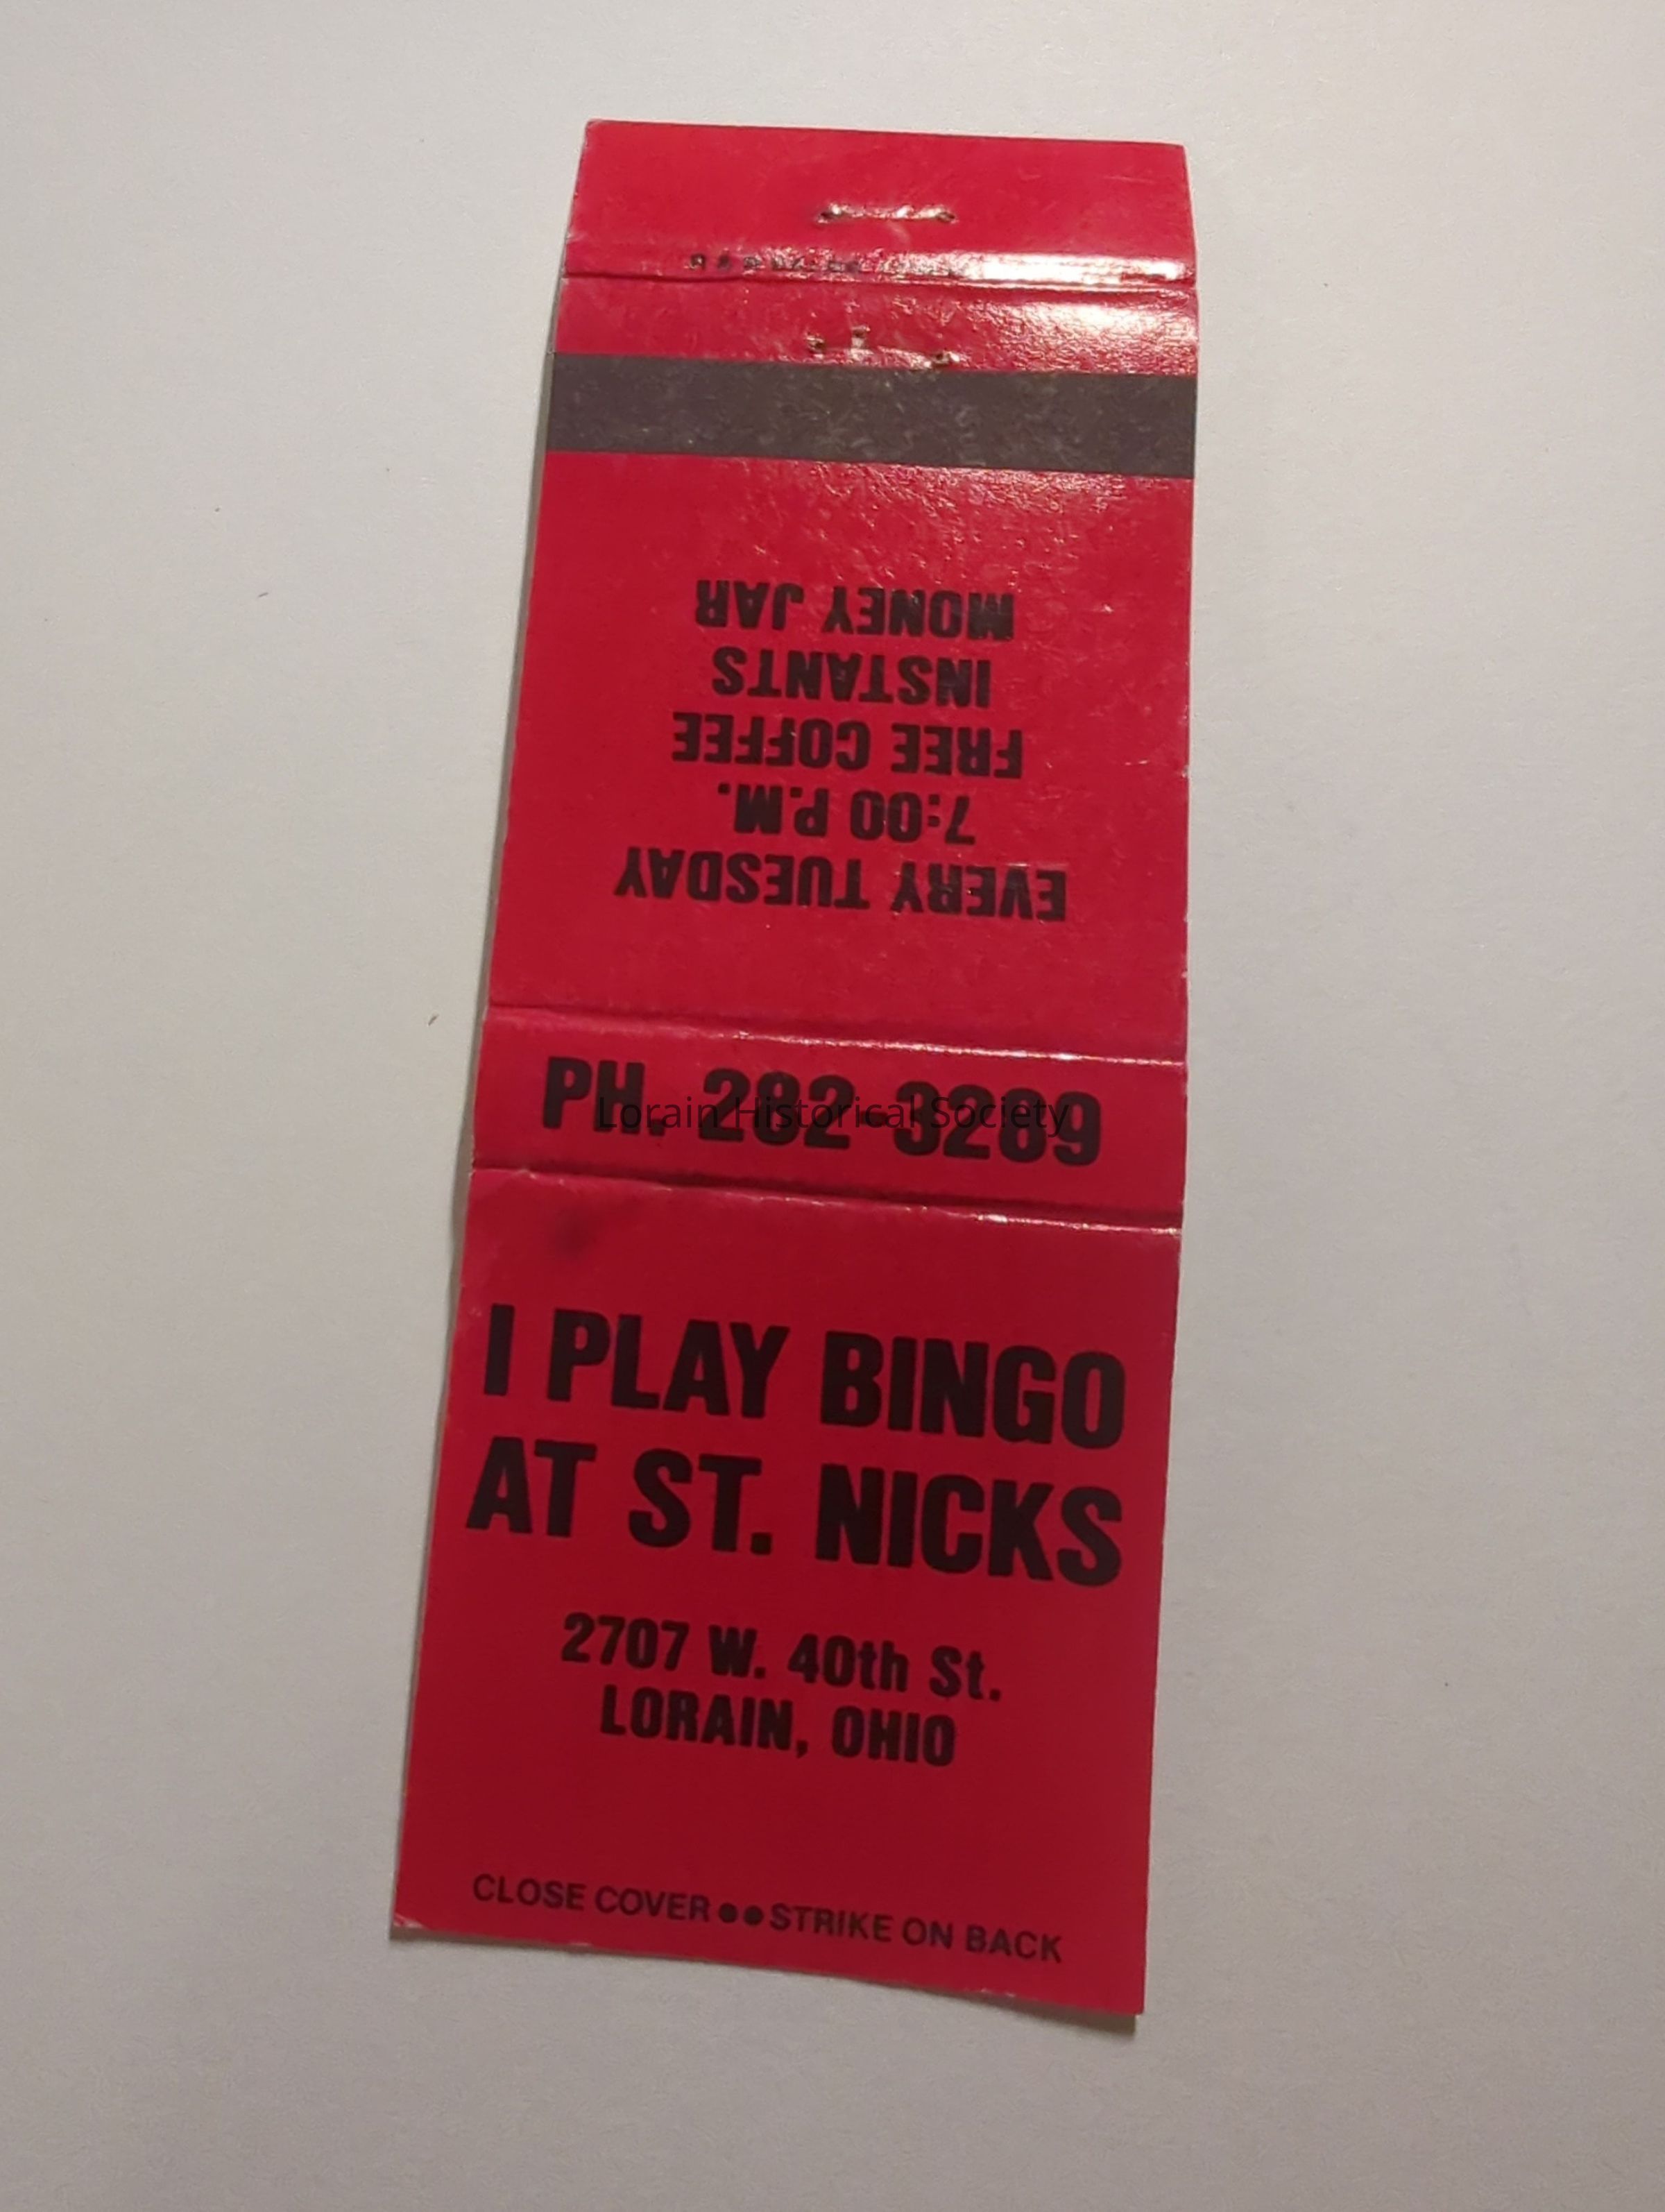 EVERY TUESDAY
7:00 P.M.
FREE COFFEE
INSTANTS
MONEY JAR
PH. 282-3289
Lorain Historical Society
I PLAY BINGO
AT ST. NICKS
2707 W. 40th St.
LORAIN, OHIO
CLOSE COVER●●STRIKE ON BACK